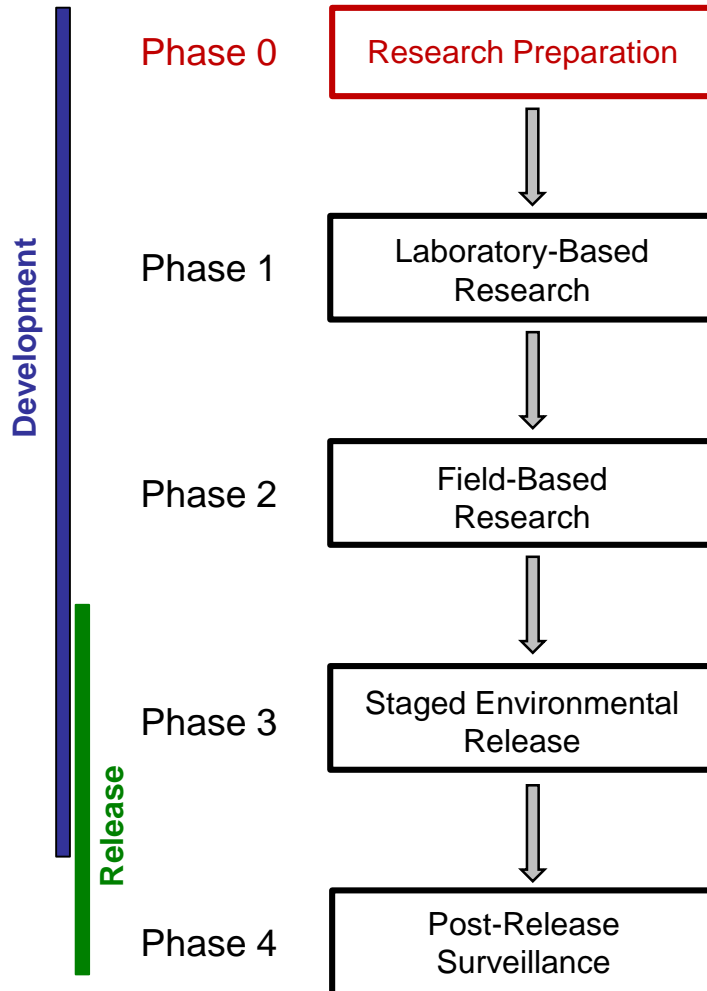 Phase 0
Research Preparation
Phase 1
Laboratory-Based
Research
Development
Phase 2
Field-Based
Research
Phase 3
Staged Environmental
Release
Release
Phase 4
Post-Release
Surveillance